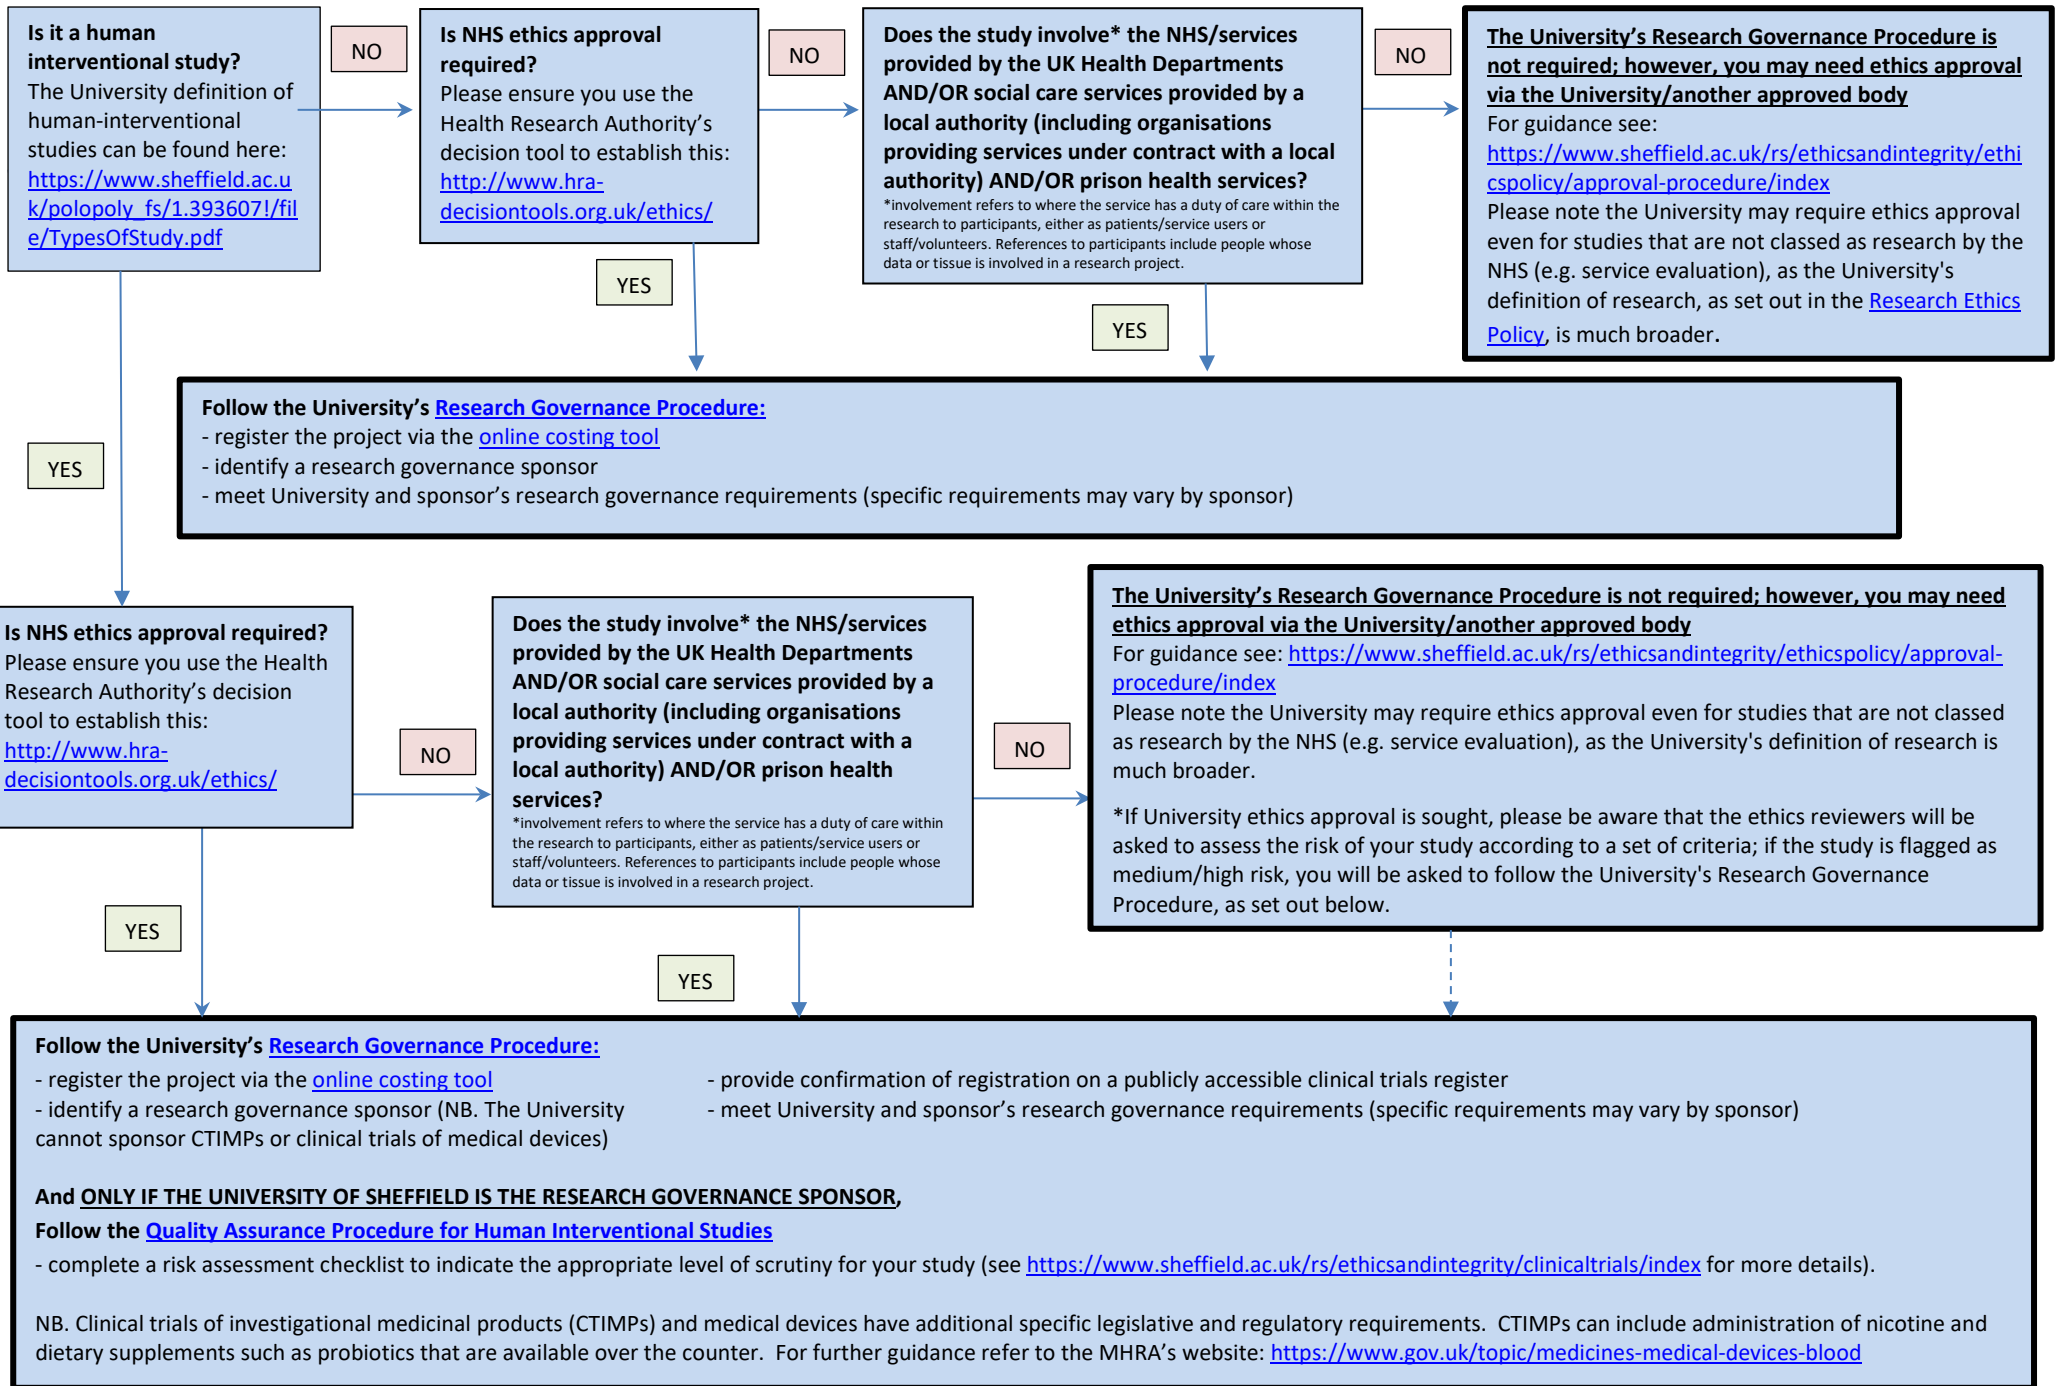 Is it a human
interventional study?
The University definition of
human-interventional
studies can be found here:
https://www.sheffield.ac.u
k/polopoly_fs/1.393607!/fil
e/TypesOfStudy.pdf
NO
Is NHS ethics approval
required?
Please ensure you use the
Health Research Authority’s
decision tool to establish this:
http://www.hra-
decisiontools.org.uk/ethics/
NO
Does the study involve* the NHS/services
provided by the UK Health Departments
AND/OR social care services provided by a
local authority (including organisations
providing services under contract with a local
authority) AND/OR prison health services?
*involvement refers to where the service has a duty of care within the
research to participants, either as patients/service users or
staff/volunteers. References to participants include people whose
data or tissue is involved in a research project.
NO
The University’s Research Governance Procedure is
not required; however, you may need ethics approval
via the University/another approved body
For guidance see:
https://www.sheffield.ac.uk/rs/ethicsandintegrity/ethi
cspolicy/approval-procedure/index
Please note the University may require ethics approval
even for studies that are not classed as research by the
NHS (e.g. service evaluation), as the University's
definition of research, as set out in the Research Ethics
Policy, is much broader.
YES
YES
Follow the University’s Research Governance Procedure:
- register the project via the online costing tool
- identify a research governance sponsor
- meet University and sponsor’s research governance requirements (specific requirements may vary by sponsor)
YES
Is NHS ethics approval required?
Please ensure you use the Health
Research Authority’s decision
tool to establish this:
http://www.hra-
decisiontools.org.uk/ethics/
NO
Does the study involve* the NHS/services
provided by the UK Health Departments
AND/OR social care services provided by a
local authority (including organisations
providing services under contract with a
local authority) AND/OR prison health
services?
*involvement refers to where the service has a duty of care within
the research to participants, either as patients/service users or
staff/volunteers. References to participants include people whose
data or tissue is involved in a research project.
NO
The University’s Research Governance Procedure is not required; however, you may need
ethics approval via the University/another approved body
For guidance see: https://www.sheffield.ac.uk/rs/ethicsandintegrity/ethicspolicy/approval-
procedure/index
Please note the University may require ethics approval even for studies that are not classed
as research by the NHS (e.g. service evaluation), as the University's definition of research is
much broader.
*If University ethics approval is sought, please be aware that the ethics reviewers will be
asked to assess the risk of your study according to a set of criteria; if the study is flagged as
medium/high risk, you will be asked to follow the University's Research Governance
Procedure, as set out below.
YES
YES
Follow the University’s Research Governance Procedure:
- register the project via the online costing tool
- identify a research governance sponsor (NB. The University
cannot sponsor CTIMPs or clinical trials of medical devices)
- provide confirmation of registration on a publicly accessible clinical trials register
- meet University and sponsor’s research governance requirements (specific requirements may vary by sponsor)
And ONLY IF THE UNIVERSITY OF SHEFFIELD IS THE RESEARCH GOVERNANCE SPONSOR,
Follow the Quality Assurance Procedure for Human Interventional Studies
- complete a risk assessment checklist to indicate the appropriate level of scrutiny for your study (see https://www.sheffield.ac.uk/rs/ethicsandintegrity/clinicaltrials/index for more details).
NB. Clinical trials of investigational medicinal products (CTIMPs) and medical devices have additional specific legislative and regulatory requirements.  CTIMPs can include administration of nicotine and
dietary supplements such as probiotics that are available over the counter.  For further guidance refer to the MHRA’s website: https://www.gov.uk/topic/medicines-medical-devices-blood